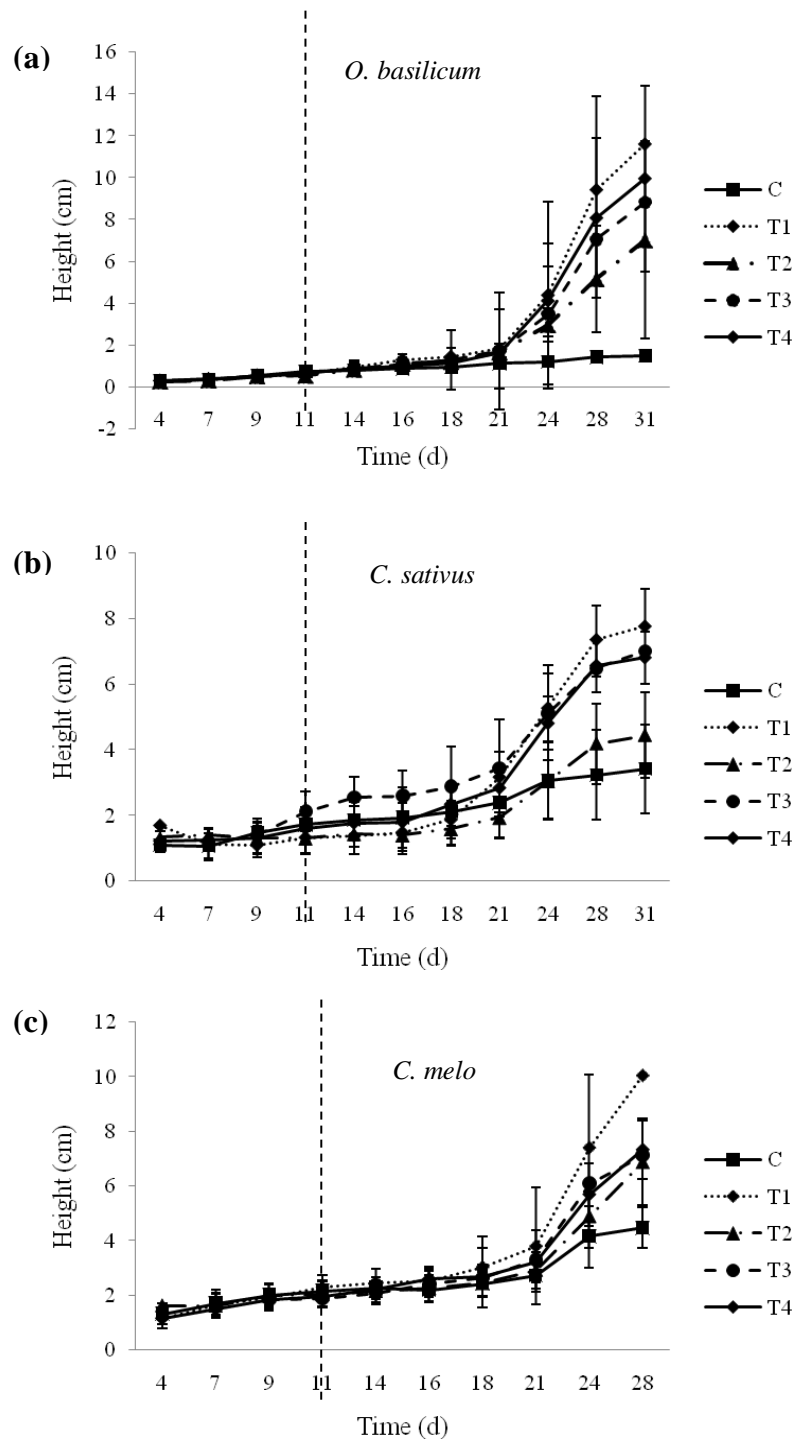 (a)
O. basilicum
Height (cm)
16
14
12
10
8
6
4
2
0
-2
4 7 9 11 14 16 18 21 24 28 31
Time (d)
C
T1
T2
T3
T4
(b)
C. sativus
Height (cm)
10
8
6
4
2
0
4 7 9 11 14 16 18 21 24 28 31
Time (d)
C
T1
T2
T3
T4
(c)
C. melo
Height (cm)
12
10
8
6
4
2
0
4 7 9 11 14 16 18 21 24 28
Time (d)
C
T1
T2
T3
T4